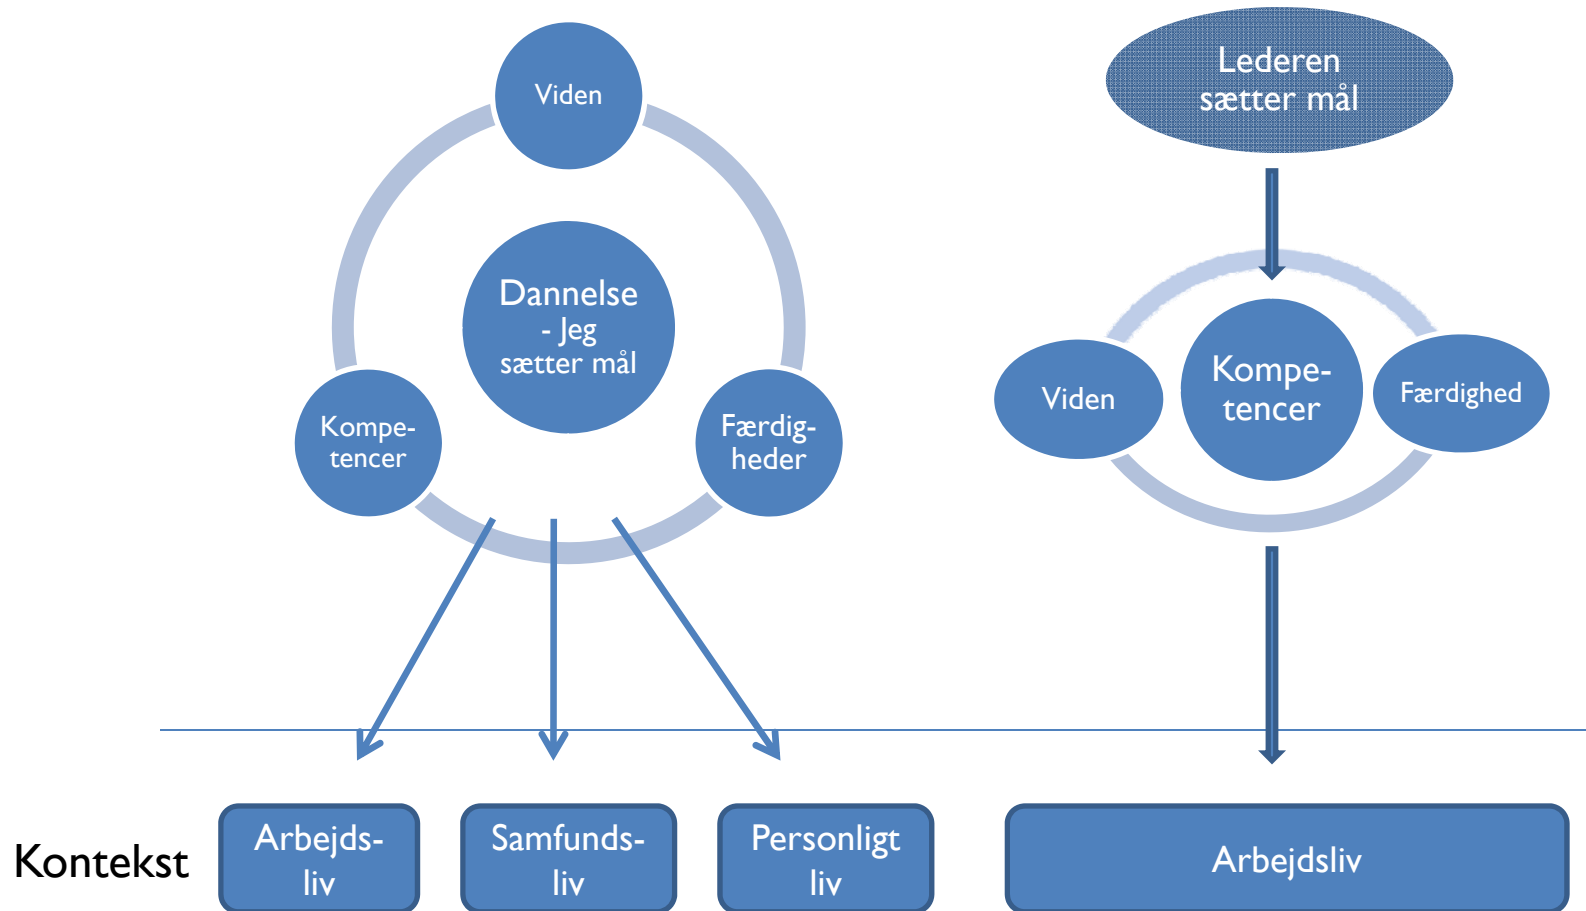 Viden
Dannelse
- Jeg
sætter mål
Kompe-
tencer
Færdig-
heder
Lederen
sætter mål
Viden
Kompe-
tencer
Færdighed
Kontekst
Arbejds-
liv
Samfunds-
liv
Personligt
liv
Arbejdsliv